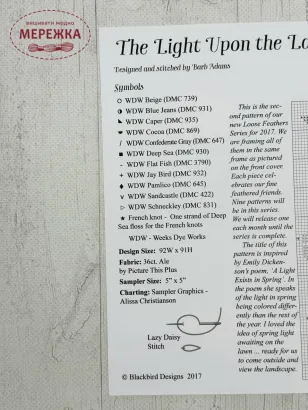 вишивати модно
МЕРЕЖКА
The Light Upon the La
Designed and stitched by Barb Adams
Symbols
WDW Beige (DMC 739)
WDW Blue Jeans (DMC 931)
WDW Caper (DMC 935)
WDW Cocoa (DMC 869)
/ WDW Confederate Gray (DMC 647)
WDW Deep Sea (DMC 930)
- WDW Flat Fish (DMC 3790)
+ WDW Jay Bird (DMC 932)
♦ WDW Pamlico (DMC 645)
v WDW Sandcastle (DMC 422)
▷ WDW Schneckley (DMC 831)
★ French knot - One strand of Deep
Sea floss for the French knots
WDW - Weeks Dye Works
Design Size: 92W x 91H
Fabric: 36ct. Ale
by Picture This Plus
Sampler Size: 5" x 5"
Charting: Sampler Graphics -
Alissa Christianson
Lazy Daisy
Stitch
© Blackbird Designs 2017
This is the sec-
ond pattern of our
new Loose Feathers
Series for 2017. We
are framing all of
them in the same
frame as pictured
on the front cover.
Each piece cel-
ebrates our fine
feathered friends.
Nine patterns will
be in this series.
We will release one
each month until the
series is complete.
The title of this
pattern is inspired
by Emily Dicken-
son's poem, 'A Light
Exists in Spring'. In
the poem she speaks
of the light in spring
being colored differ-
ently than the rest of
the year. I loved the
idea of spring light
awaiting on the
lawn ... ready for us
to come outside and
view the landscape.